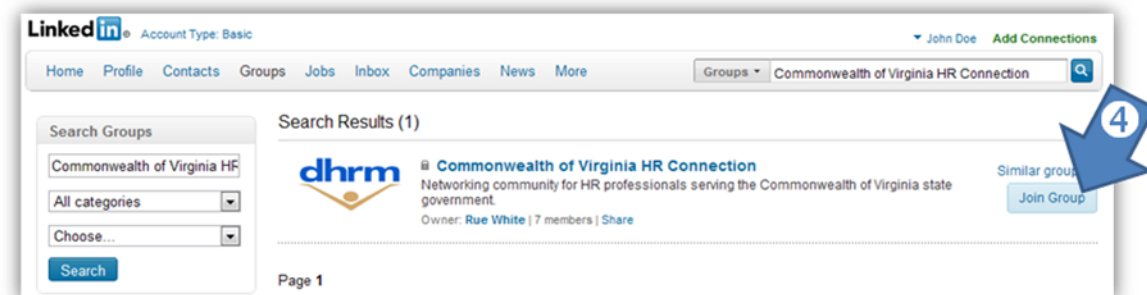 Linked in Account Type: Basic
John Doe Add Connections
Home Profile Contacts Groups Jobs Inbox Companies News More
Groups Commonwealth of Virginia HR Connection
Search Groups
Commonwealth of Virginia HR
All categories
Choose...
Search
Search Results (1)
dhrm
Commonwealth of Virginia HR Connection
Networking community for HR professionals serving the Commonwealth of Virginia state
government.
Owner: Rue White | 7 members | Share
Similar group
Join Group
4
Page 1